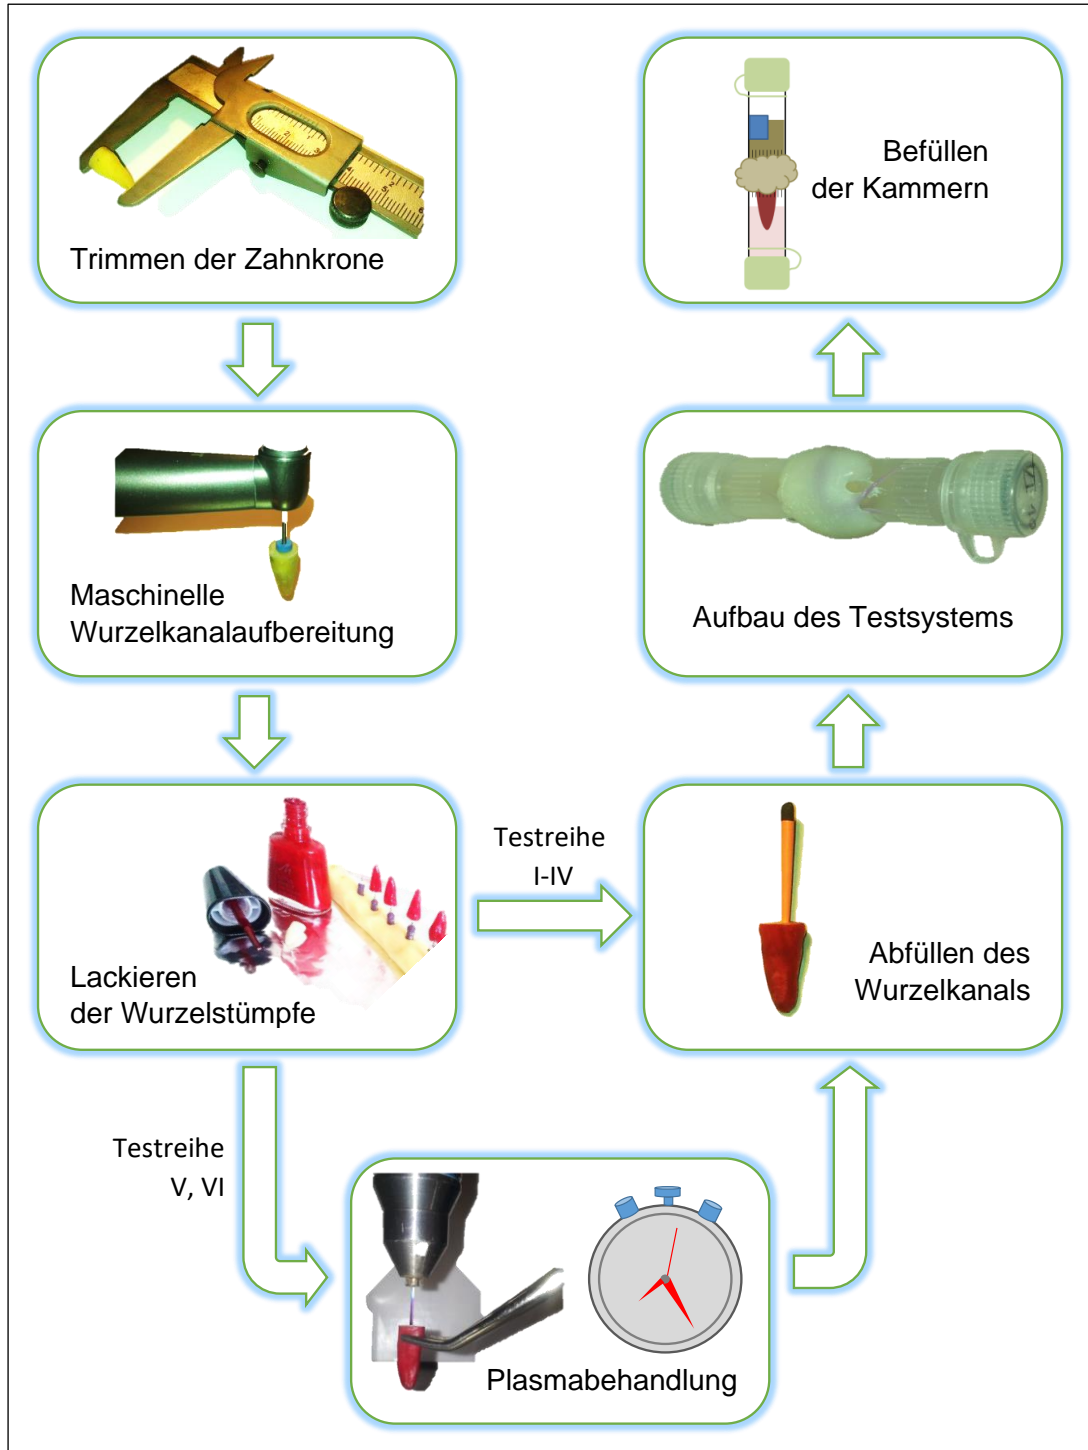 Trimmen der Zahnkrone
Maschinelle
Wurzelkanalaufbereitung
Lackieren
der Wurzelstümpfe
Testreihe
I-IV
Testreihe
V, VI
Plasmabehandlung
Abfüllen des
Wurzelkanals
Aufbau des Testsystems
Befüllen
der Kammern